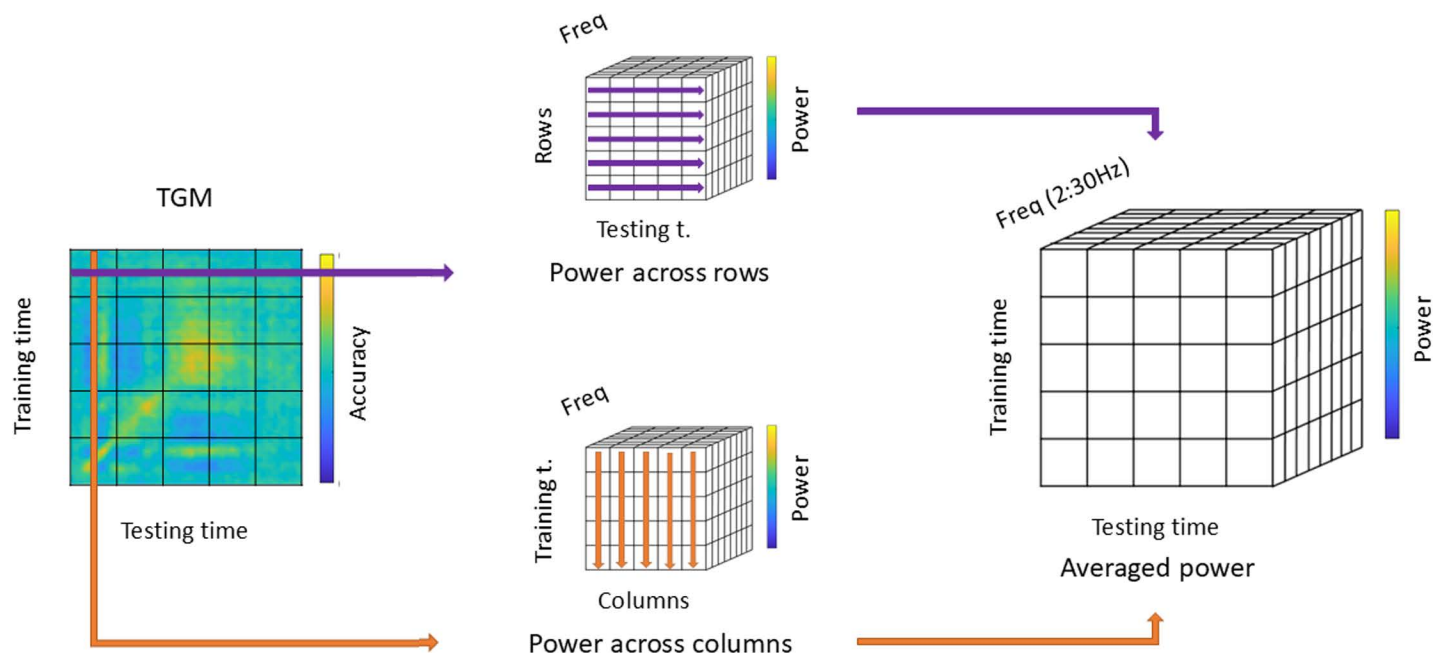 TGM
Training time
Accuracy
Testing time
Freq
Rows
Power
Testing t.
Power across rows
Freq
Training t.
Power
Columns
Power across columns
Freq (2:30Hz)
Training time
Power
Testing time
Averaged power